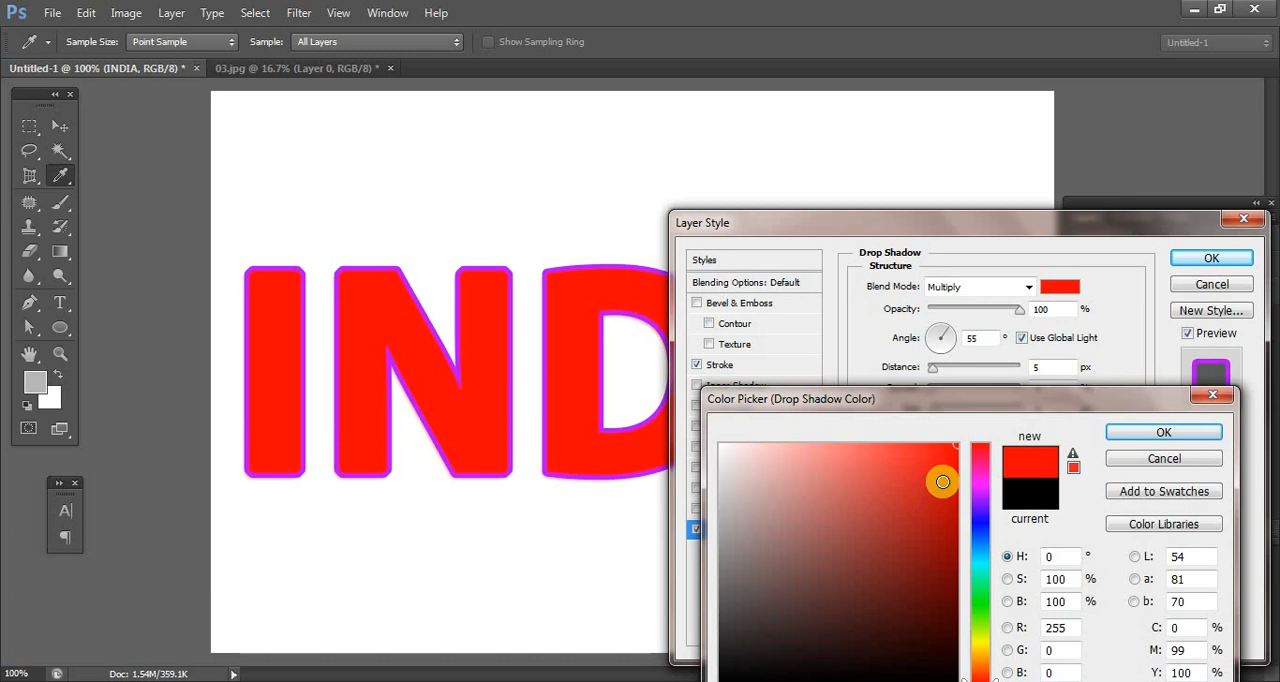 Ps File Edit Image Layer Type Select Filter View Window Help
Sample Size: Point Sample Sample: All Layers Show Sampling Ring Untitled-1
Untitled-1 @ 100% (INDIA, RGB/8) * × 03.jpg @ 16.7% (Layer 0, RGB/8) * ×
IND
Layer Style
Styles
Blending Options: Default
Bevel & Emboss
Contour
Texture
Stroke
Drop Shadow
Structure
Blend Mode: Multiply
Opacity: 100 %
Angle: 55 ° Use Global Light
Distance: 5 px
OK
Cancel
New Style...
Preview
Color Picker (Drop Shadow Color)
new
current
OK
Cancel
Add to Swatches
Color Libraries
H: 0 ° L: 54
S: 100 % a: 81
B: 100 % b: 70
R: 255 C: 0 %
G: 0 M: 99 %
B: 0 Y: 100 %
A
T
100% Doc: 1.54M/359.1K